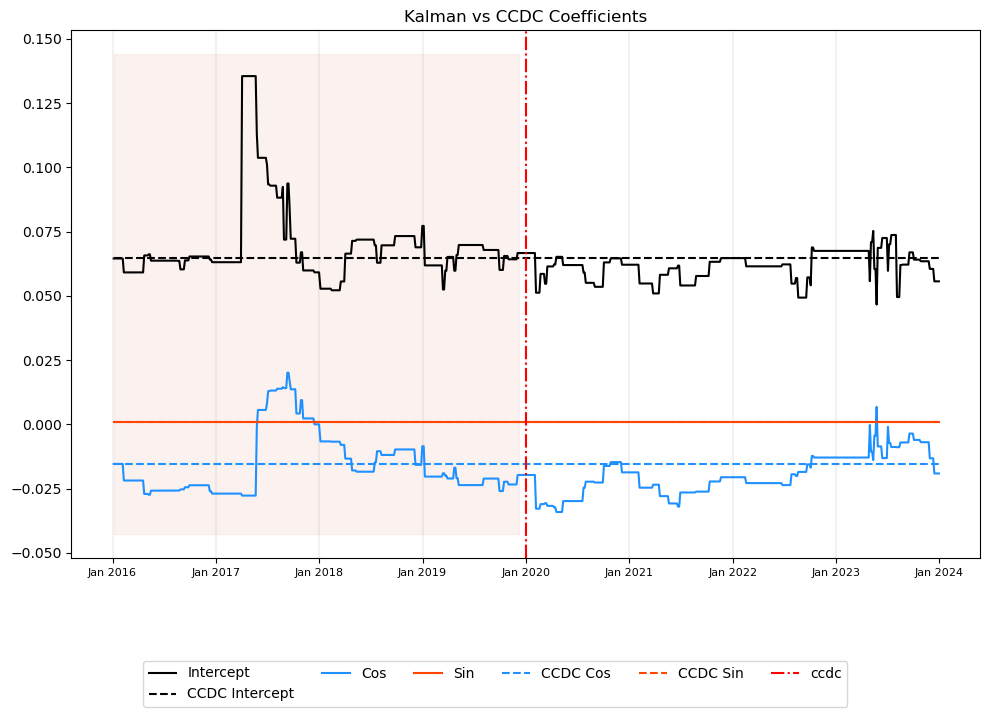 Kalman vs CCDC Coefficients
0.150
0.125
0.100
0.075
0.050
0.025
0.000
−0.025
−0.050
Jan 2016 Jan 2017 Jan 2018 Jan 2019 Jan 2020 Jan 2021 Jan 2022 Jan 2023 Jan 2024
Intercept Cos Sin CCDC Cos CCDC Sin ccdc
CCDC Intercept